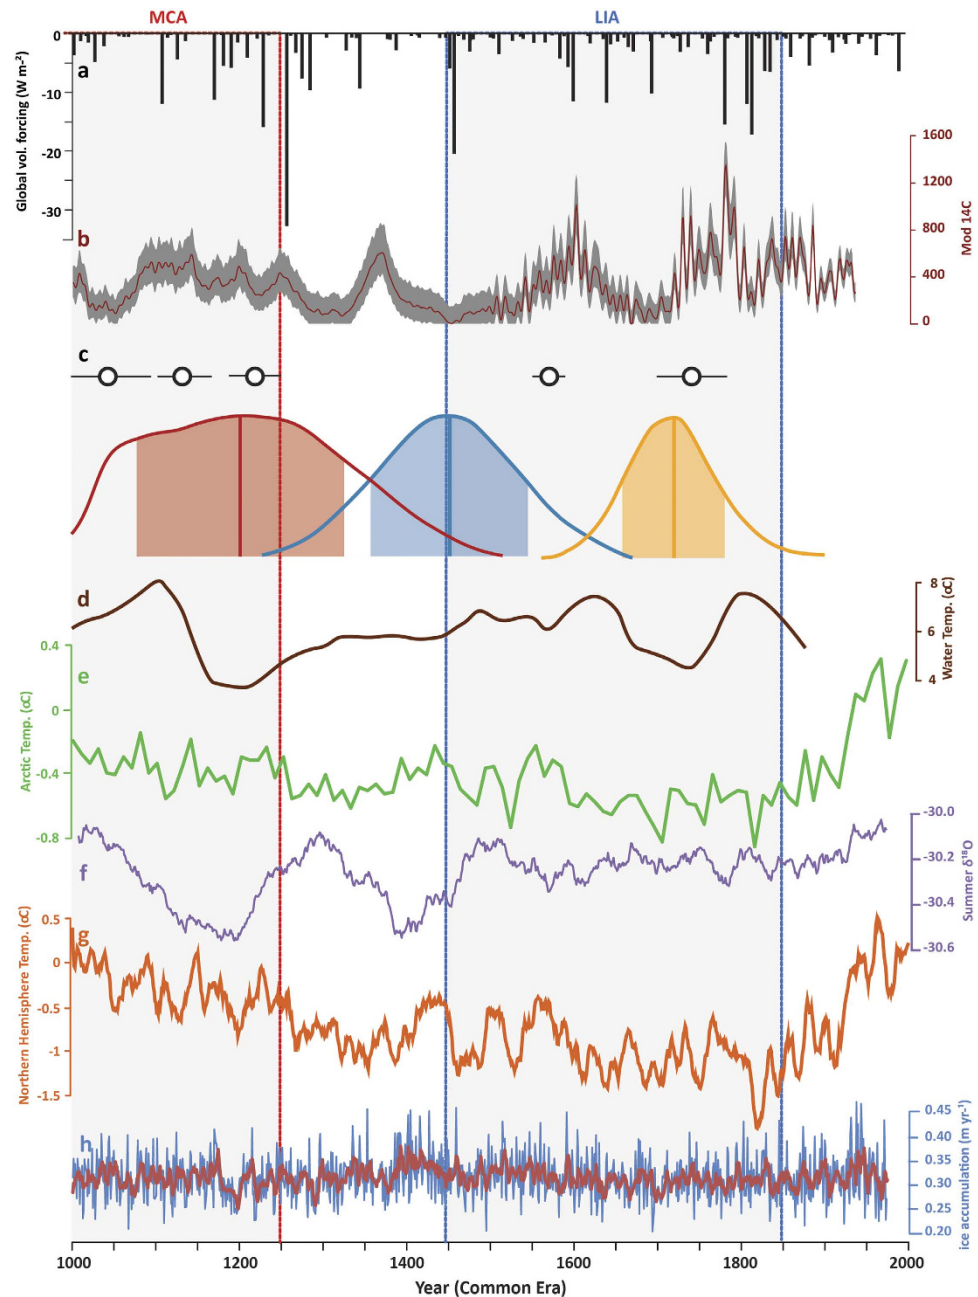 MCA
LIA
Global vol. forcing (W m⁻²)
0
-10
-20
-30
a
1600
1200
800
400
0
Mod 14C
b
c
d
8
6
4
Water Temp. (oC)
0.4
0
-0.4
-0.8
Arctic Temp. (oC)
e
-30.0
-30.2
-30.4
-30.6
Summer δ¹⁸O
f
0.5
0
-0.5
-1
-1.5
Northern Hemisphere Temp. (oC)
g
0.45
0.40
0.35
0.30
0.25
0.20
ice accumulation (m yr⁻¹)
h
1000
1200
1400
1600
1800
2000
Year (Common Era)